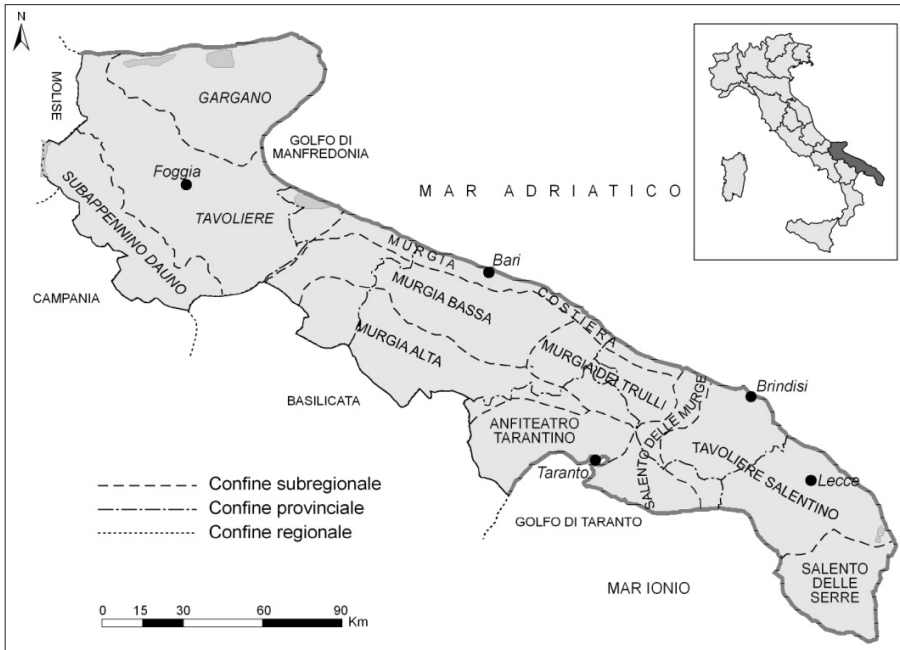 N
MOLISE
GARGANO
GOLFO DI
MANFREDONIA
Foggia
MAR ADRIATICO
SUBAPPENNINO DAUNO
TAVOLIERE
MURGIA COSTIERA
Bari
CAMPANIA
MURGIA BASSA
MURGIA ALTA
MURGIA DEI TRULLI
BASILICATA
SALENTO DELLE MURGE
Brindisi
ANFITEATRO
TARANTINO
Taranto
TAVOLIERE SALENTINO
Lecce
GOLFO DI TARANTO
MAR IONIO
SALENTO
DELLE
SERRE
Confine subregionale
Confine provinciale
Confine regionale
0 15 30 60 90
Km